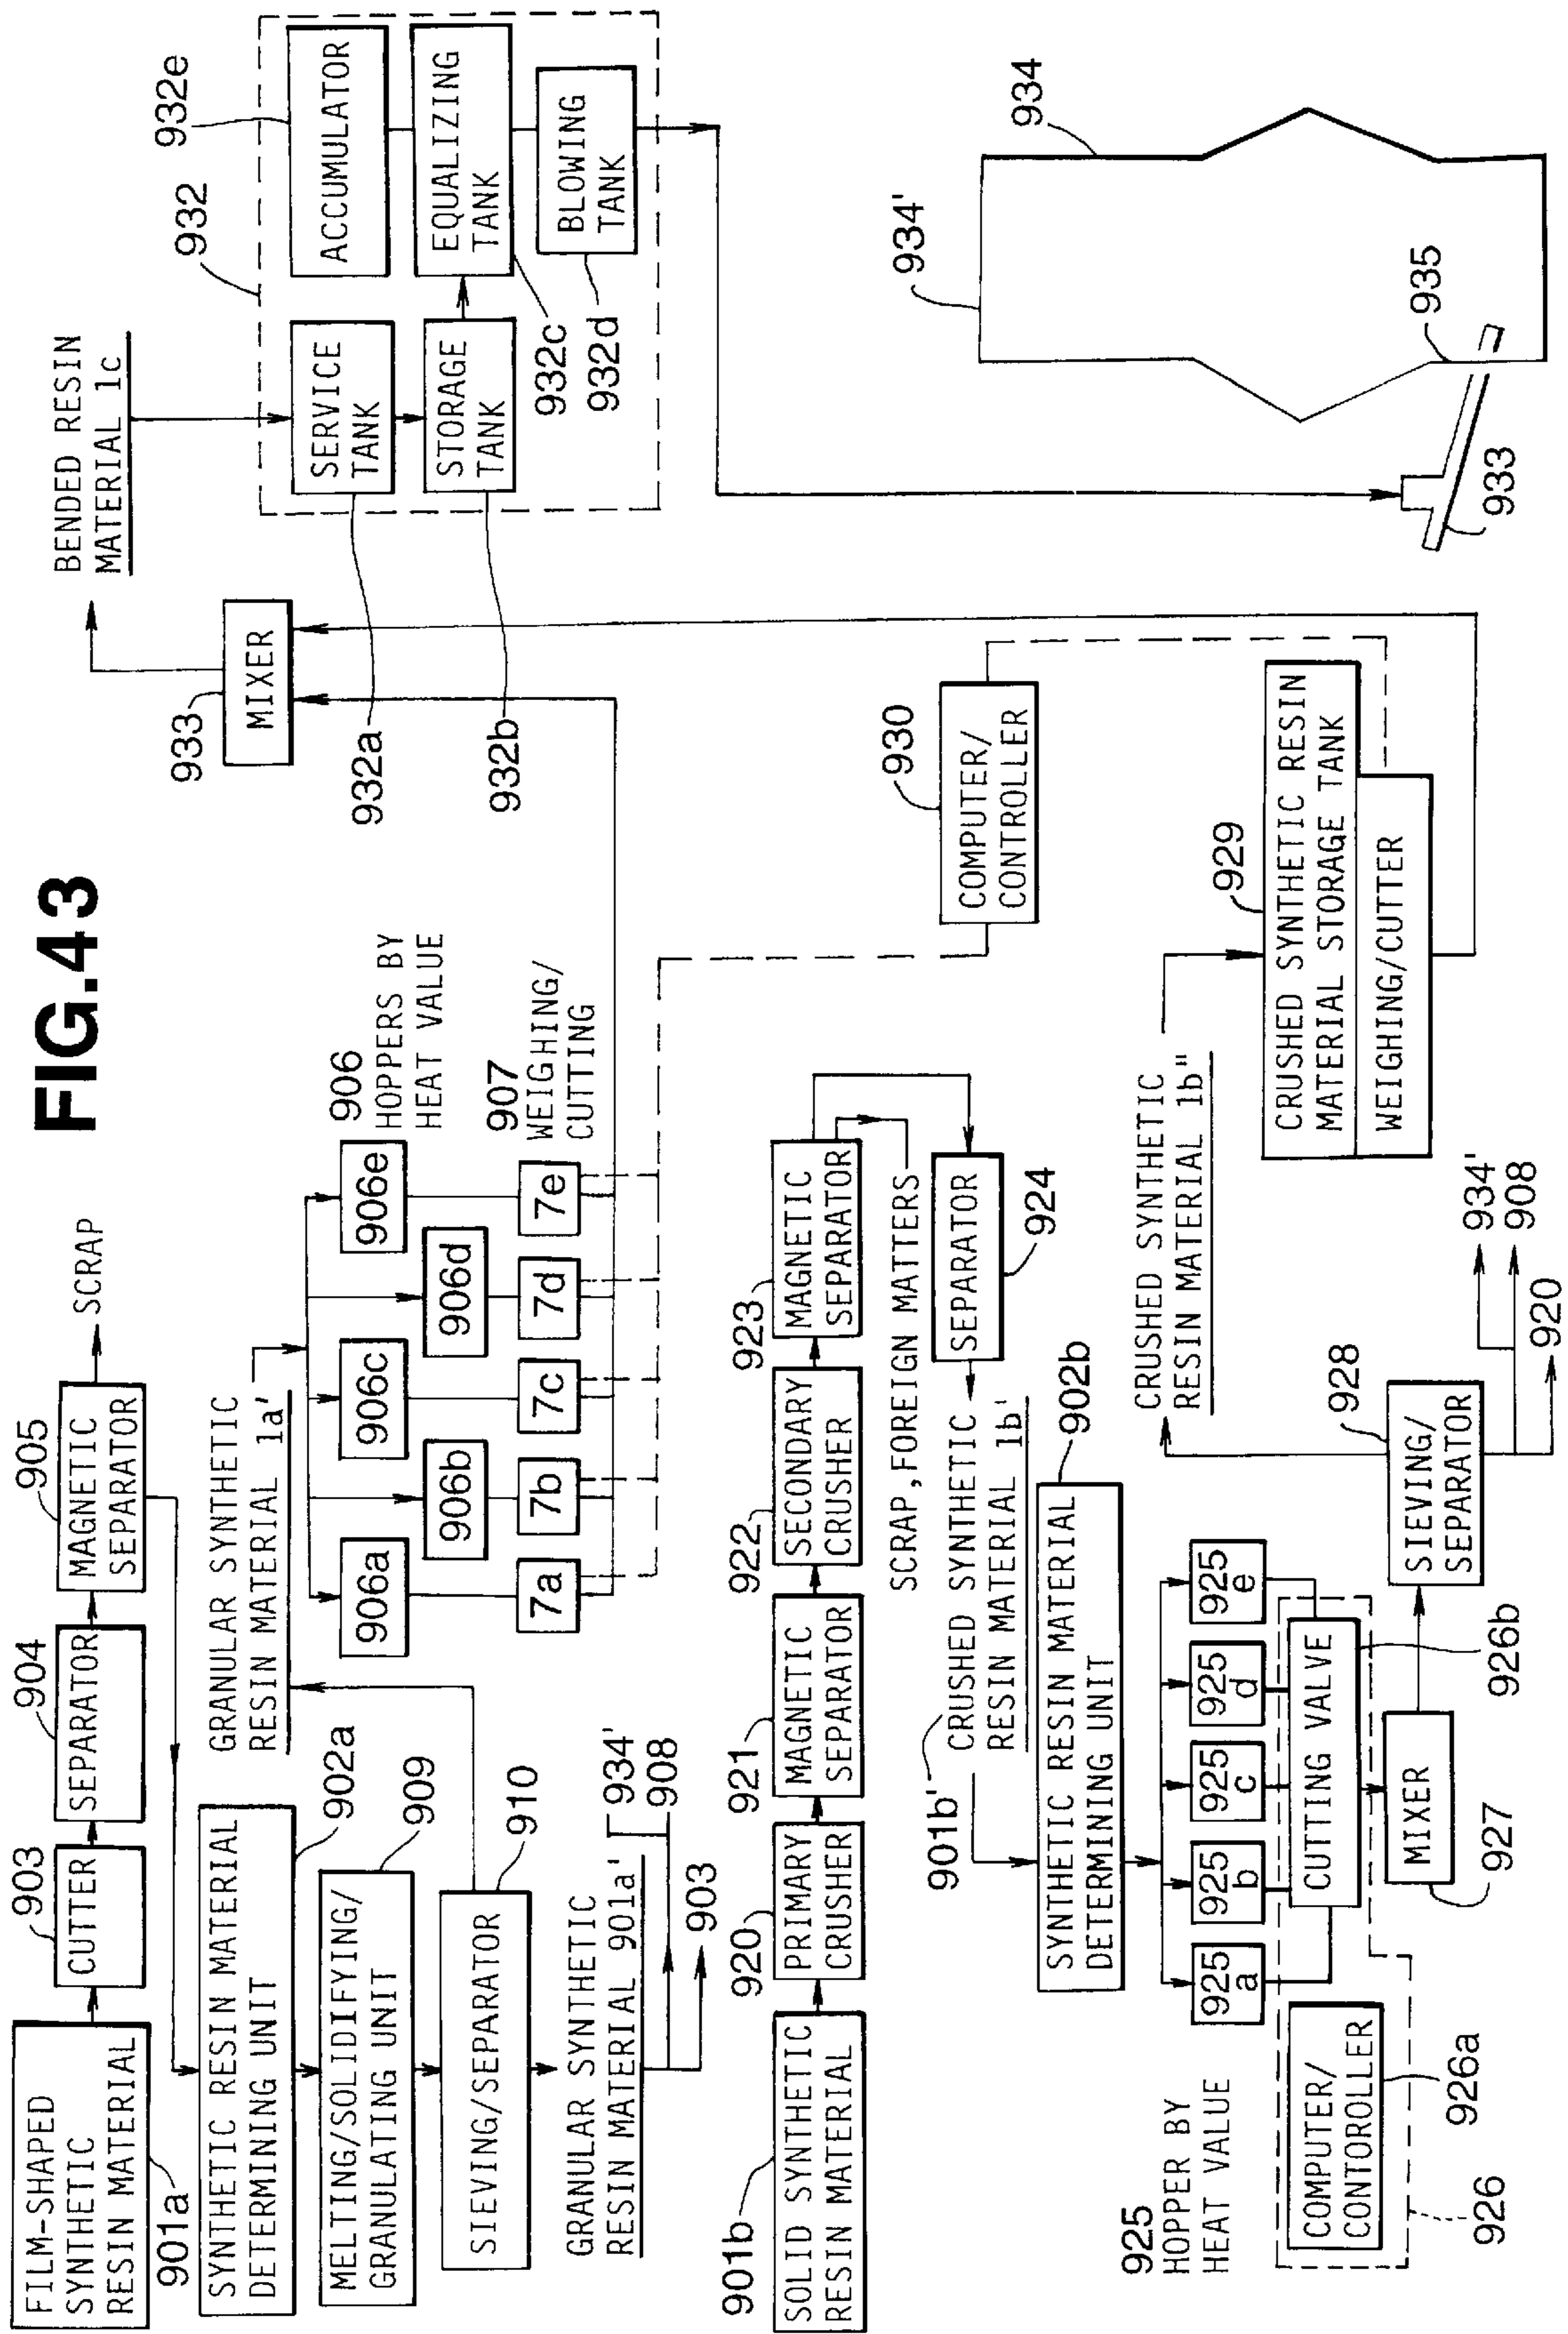 FIG.43
FILM-SHAPED
SYNTHETIC
RESIN MATERIAL
901a
CUTTER
903
SEPARATOR
904
MAGNETIC
SEPARATOR
905
SCRAP
SYNTHETIC RESIN MATERIAL
DETERMINING UNIT
902a
MELTING/SOLIDIFYING/
GRANULATING UNIT
909
SIEVING/SEPARATOR
910
GRANULAR SYNTHETIC
RESIN MATERIAL 901a'
934'
908
903
GRANULAR SYNTHETIC
RESIN MATERIAL 1a'
906a
906b
906c
906d
906e
906
HOPPERS BY
HEAT VALUE
7a
7b
7c
7d
7e
907
WEIGHING/
CUTTING
MIXER
933
BENDED RESIN
MATERIAL 1c
932
SERVICE
TANK
932a
STORAGE
TANK
932b
ACCUMULATOR
932e
EQUALIZING
TANK
932c
BLOWING
TANK
932d
934'
934
935
933
901b
SOLID SYNTHETIC
RESIN MATERIAL
920
PRIMARY
CRUSHER
921
MAGNETIC
SEPARATOR
922
SECONDARY
CRUSHER
923
MAGNETIC
SEPARATOR
SCRAP,FOREIGN MATTERS
SEPARATOR
924
901b'
CRUSHED SYNTHETIC
RESIN MATERIAL 1b'
SYNTHETIC RESIN MATERIAL
DETERMINING UNIT
902b
925
HOPPER BY
HEAT VALUE
925
a
925
b
925
c
925
d
925
e
COMPUTER/
CONTOROLLER
926a
926
CUTTING VALVE
926b
MIXER
927
SIEVING/
SEPARATOR
928
934'
908
920
CRUSHED SYNTHETIC
RESIN MATERIAL 1b"
929
CRUSHED SYNTHETIC RESIN
MATERIAL STORAGE TANK
WEIGHING/CUTTER
930
COMPUTER/
CONTROLLER